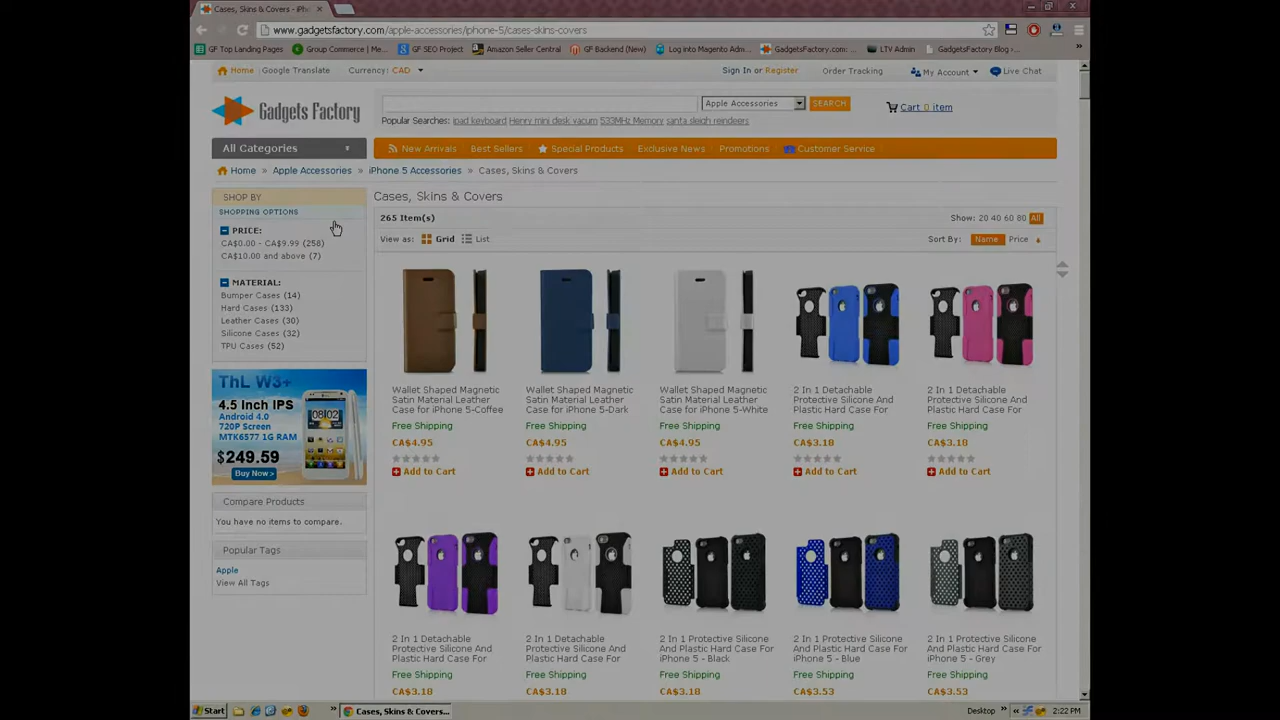 Cases, Skins & Covers - iPh
www.gadgetsfactory.com/apple-accessories/iphone-5/cases-skins-covers
GF Top Landing Pages Group Commerce | Me... GF SEO Project Amazon Seller Central GF Backend (New) Log into Magento Adm... GadgetsFactory.com: ... LTV Admin GadgetsFactory Blog › ...
Home Google Translate Currency: CAD Sign In or Register Order Tracking My Account Live Chat
Gadgets Factory
Apple Accessories SEARCH Cart 0 item
Popular Searches: ipad keyboard Henry mini desk vacum 533MHz Memory santa sleigh reindeers
All Categories New Arrivals Best Sellers Special Products Exclusive News Promotions Customer Service
Home » Apple Accessories » iPhone 5 Accessories » Cases, Skins & Covers
SHOP BY
SHOPPING OPTIONS
PRICE:
CA$0.00 - CA$9.99 (258)
CA$10.00 and above (7)
MATERIAL:
Bumper Cases (14)
Hard Cases (133)
Leather Cases (30)
Silicone Cases (32)
TPU Cases (52)
ThL W3+
4.5 Inch IPS
Android 4.0
720P Screen
MTK6577 1G RAM
$249.59
Buy Now >
08:02
Compare Products
You have no items to compare.
Popular Tags
Apple
View All Tags
Cases, Skins & Covers
265 Item(s) Show: 20 40 60 80 All
View as: Grid List Sort By: Name Price
Wallet Shaped Magnetic
Satin Material Leather
Case for iPhone 5-Coffee
Free Shipping
CA$4.95
Add to Cart
Wallet Shaped Magnetic
Satin Material Leather
Case for iPhone 5-Dark
Free Shipping
CA$4.95
Add to Cart
Wallet Shaped Magnetic
Satin Material Leather
Case for iPhone 5-White
Free Shipping
CA$4.95
Add to Cart
2 In 1 Detachable
Protective Silicone And
Plastic Hard Case For
Free Shipping
CA$3.18
Add to Cart
2 In 1 Detachable
Protective Silicone And
Plastic Hard Case For
Free Shipping
CA$3.18
Add to Cart
2 In 1 Detachable
Protective Silicone And
Plastic Hard Case For
Free Shipping
CA$3.18
2 In 1 Detachable
Protective Silicone And
Plastic Hard Case For
Free Shipping
CA$3.18
2 In 1 Protective Silicone
And Plastic Hard Case For
iPhone 5 - Black
Free Shipping
CA$3.53
2 In 1 Protective Silicone
And Plastic Hard Case For
iPhone 5 - Blue
Free Shipping
CA$3.53
2 In 1 Protective Silicone
And Plastic Hard Case For
iPhone 5 - Grey
Free Shipping
CA$3.53
Start Cases, Skins & Covers... Desktop 2:22 PM